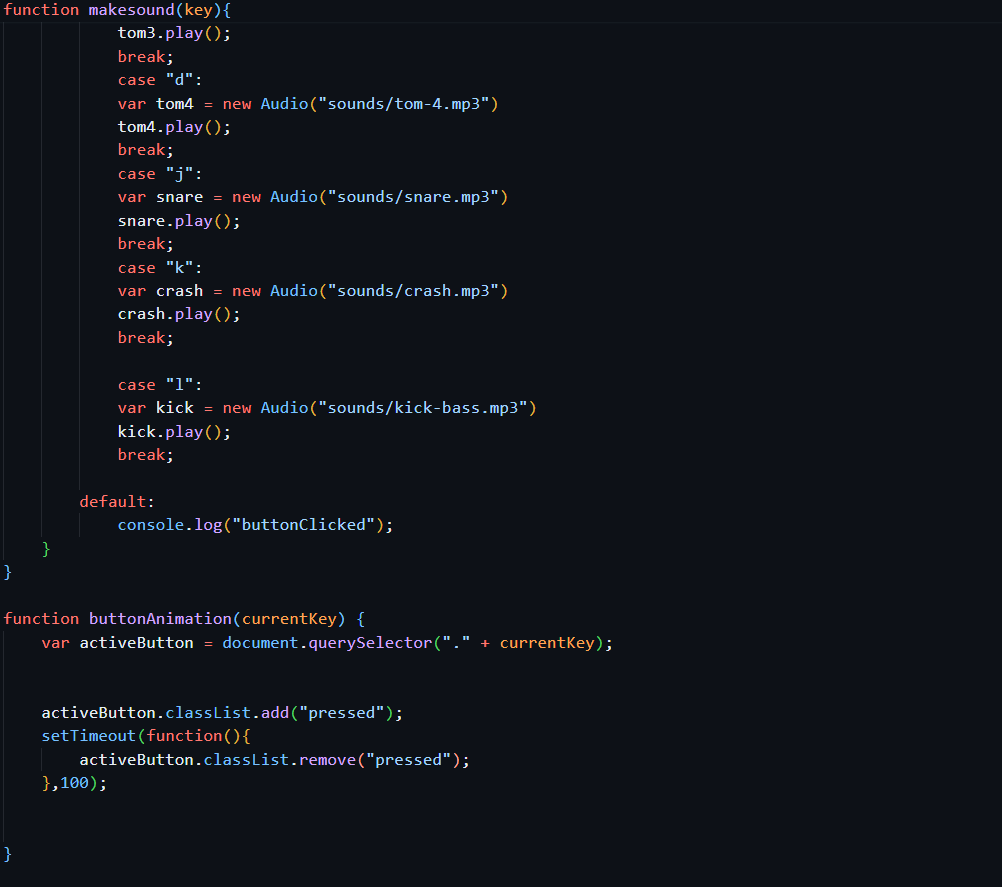 function makesound(key){
            tom3.play();
            break;
            case "d":
            var tom4 = new Audio("sounds/tom-4.mp3")
            tom4.play();
            break;
            case "j":
            var snare = new Audio("sounds/snare.mp3")
            snare.play();
            break;
            case "k":
            var crash = new Audio("sounds/crash.mp3")
            crash.play();
            break;

            case "l":
            var kick = new Audio("sounds/kick-bass.mp3")
            kick.play();
            break;

        default:
            console.log("buttonClicked");
    }
}

function buttonAnimation(currentKey) {
    var activeButton = document.querySelector("." + currentKey);


    activeButton.classList.add("pressed");
    setTimeout(function(){
        activeButton.classList.remove("pressed");
    },100);


}